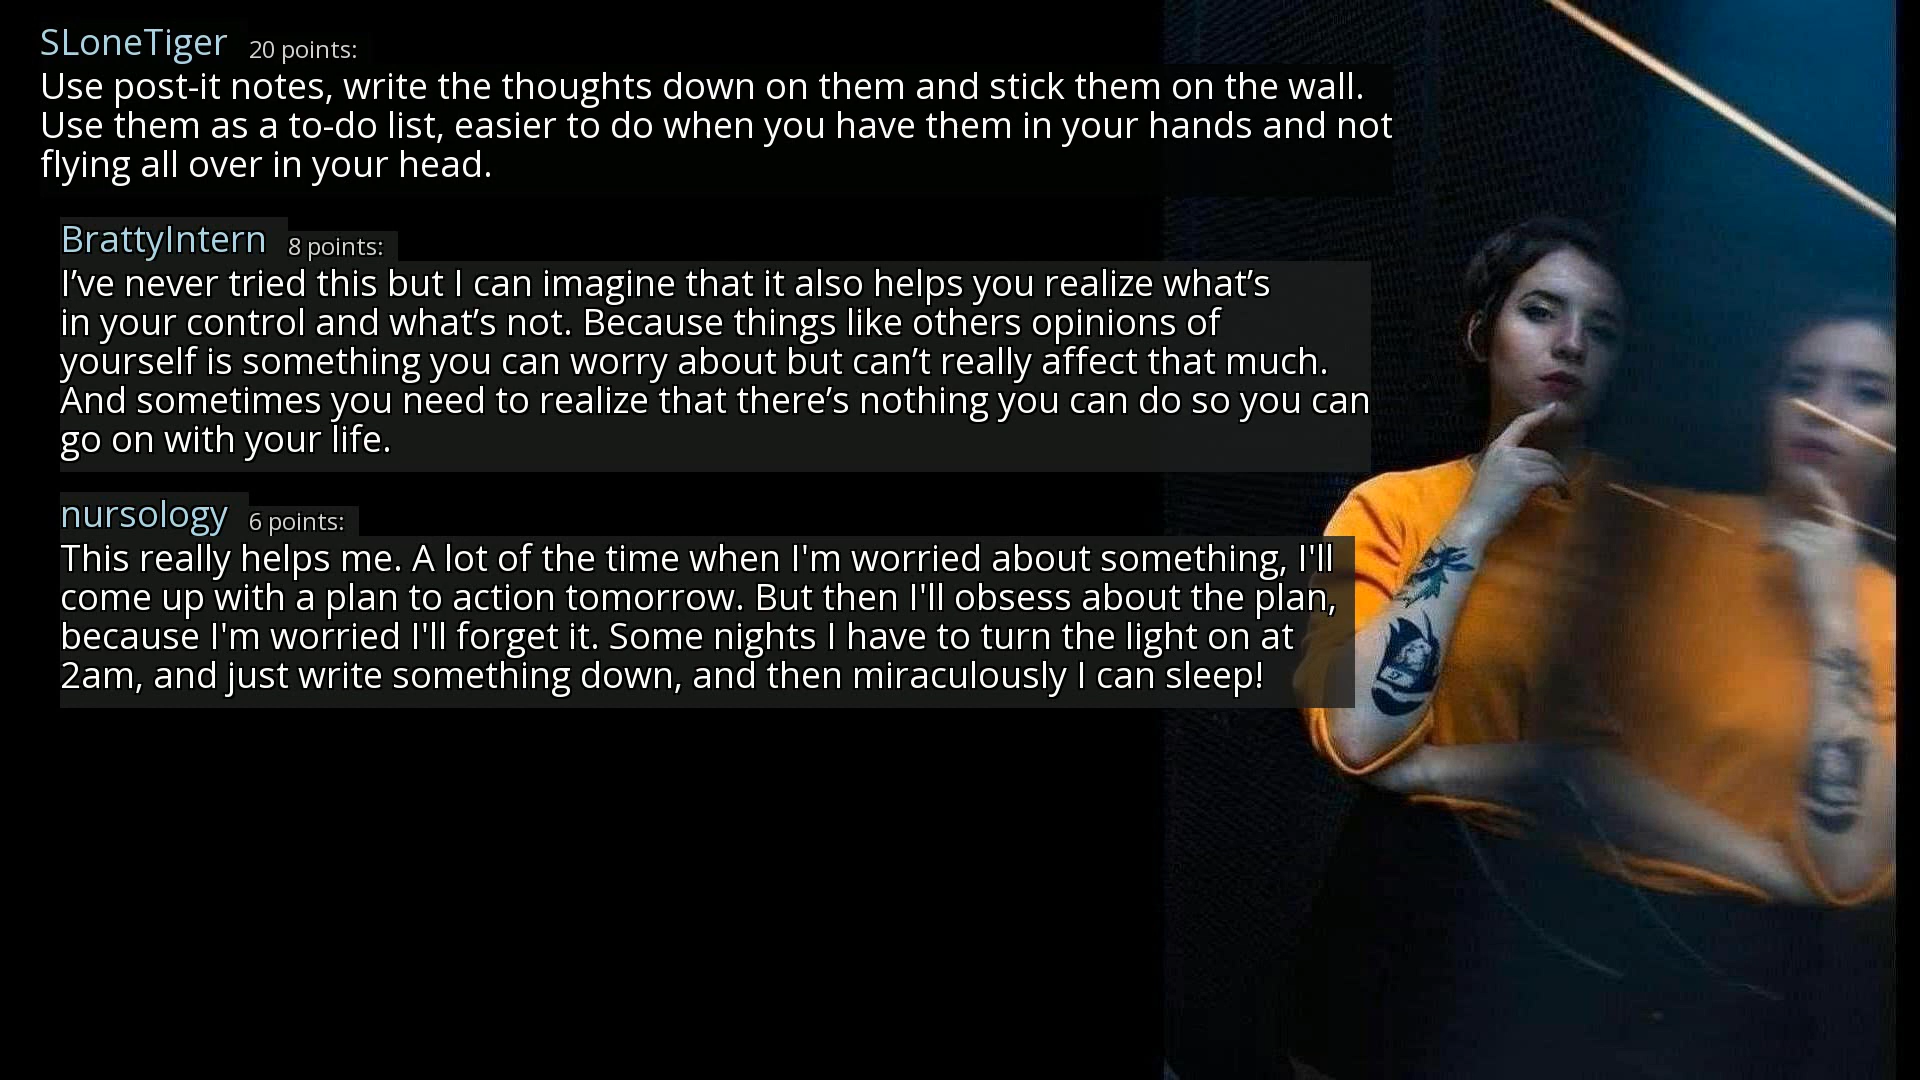 SLoneTiger 20 points:
Use post-it notes, write the thoughts down on them and stick them on the wall.
Use them as a to-do list, easier to do when you have them in your hands and not
flying all over in your head.
BrattyIntern 8 points:
I’ve never tried this but I can imagine that it also helps you realize what’s
in your control and what’s not. Because things like others opinions of
yourself is something you can worry about but can’t really affect that much.
And sometimes you need to realize that there’s nothing you can do so you can
go on with your life.
nursology 6 points:
This really helps me. A lot of the time when I'm worried about something, I'll
come up with a plan to action tomorrow. But then I'll obsess about the plan,
because I'm worried I'll forget it. Some nights I have to turn the light on at
2am, and just write something down, and then miraculously I can sleep!